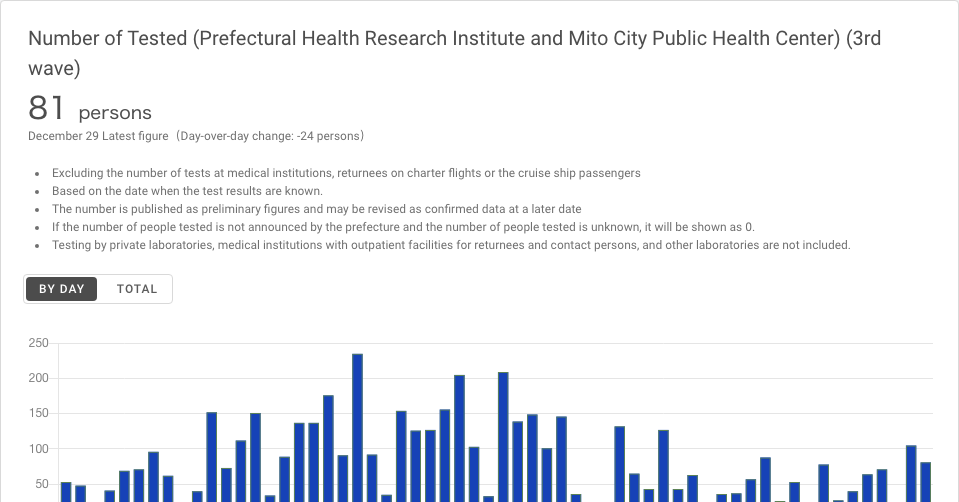 Number of Tested (Prefectural Health Research Institute and Mito City Public Health Center) (3rd
wave)
81 persons
December 29 Latest figure (Day-over-day change: -24 persons)
• Excluding the number of tests at medical institutions, returnees on charter flights or the cruise ship passengers
• Based on the date when the test results are known.
• The number is published as preliminary figures and may be revised as confirmed data at a later date
• If the number of people tested is not announced by the prefecture and the number of people tested is unknown, it will be shown as 0.
• Testing by private laboratories, medical institutions with outpatient facilities for returnees and contact persons, and other laboratories are not included.
BY DAY TOTAL
250
200
150
100
50